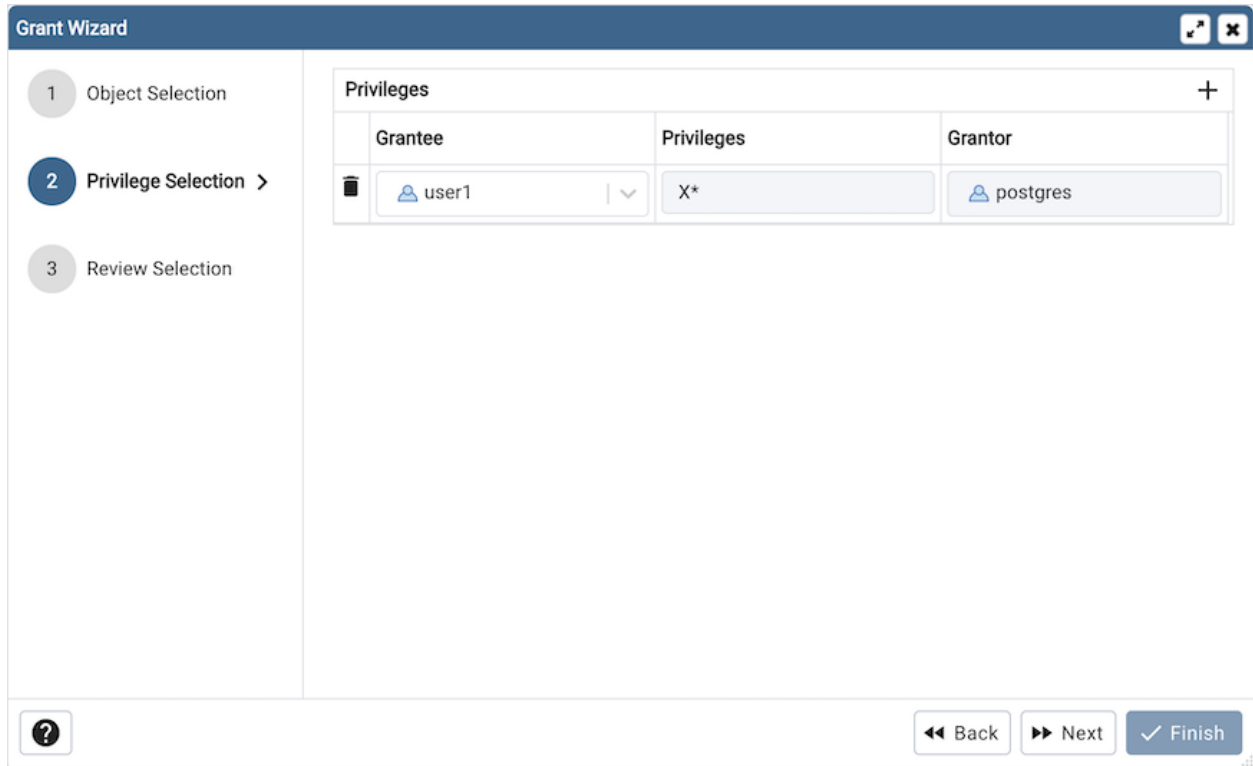 Grant Wizard
1 Object Selection
2 Privilege Selection
3 Review Selection
Privileges
Grantee Privileges Grantor
user1 X* postgres
Back Next Finish